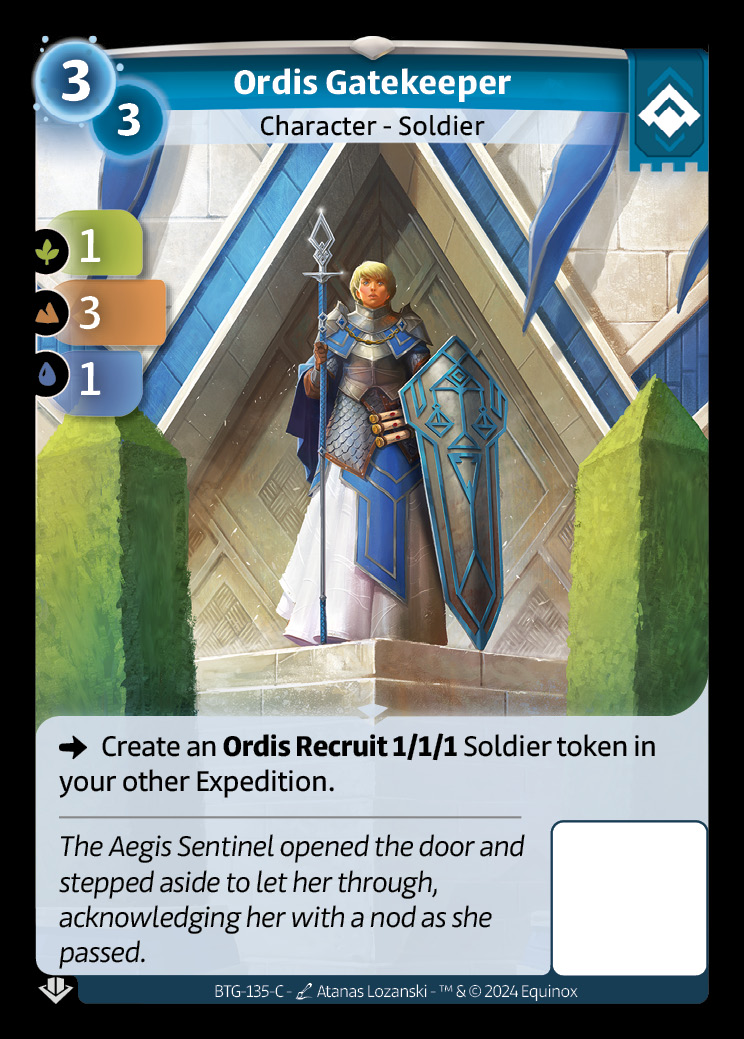 3
Ordis Gatekeeper
3
Character - Soldier
1
3
1
Create an Ordis Recruit 1/1/1 Soldier token in
your other Expedition.
The Aegis Sentinel opened the door and
stepped aside to let her through,
acknowledging her with a nod as she
passed.
BTG-135-C - Atanas Lozanski - ™ & © 2024 Equinox